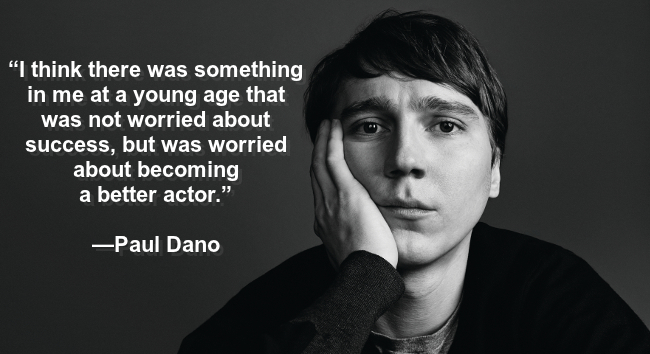 “I think there was something
in me at a young age that
was not worried about
success, but was worried
about becoming
a better actor.”
—Paul Dano